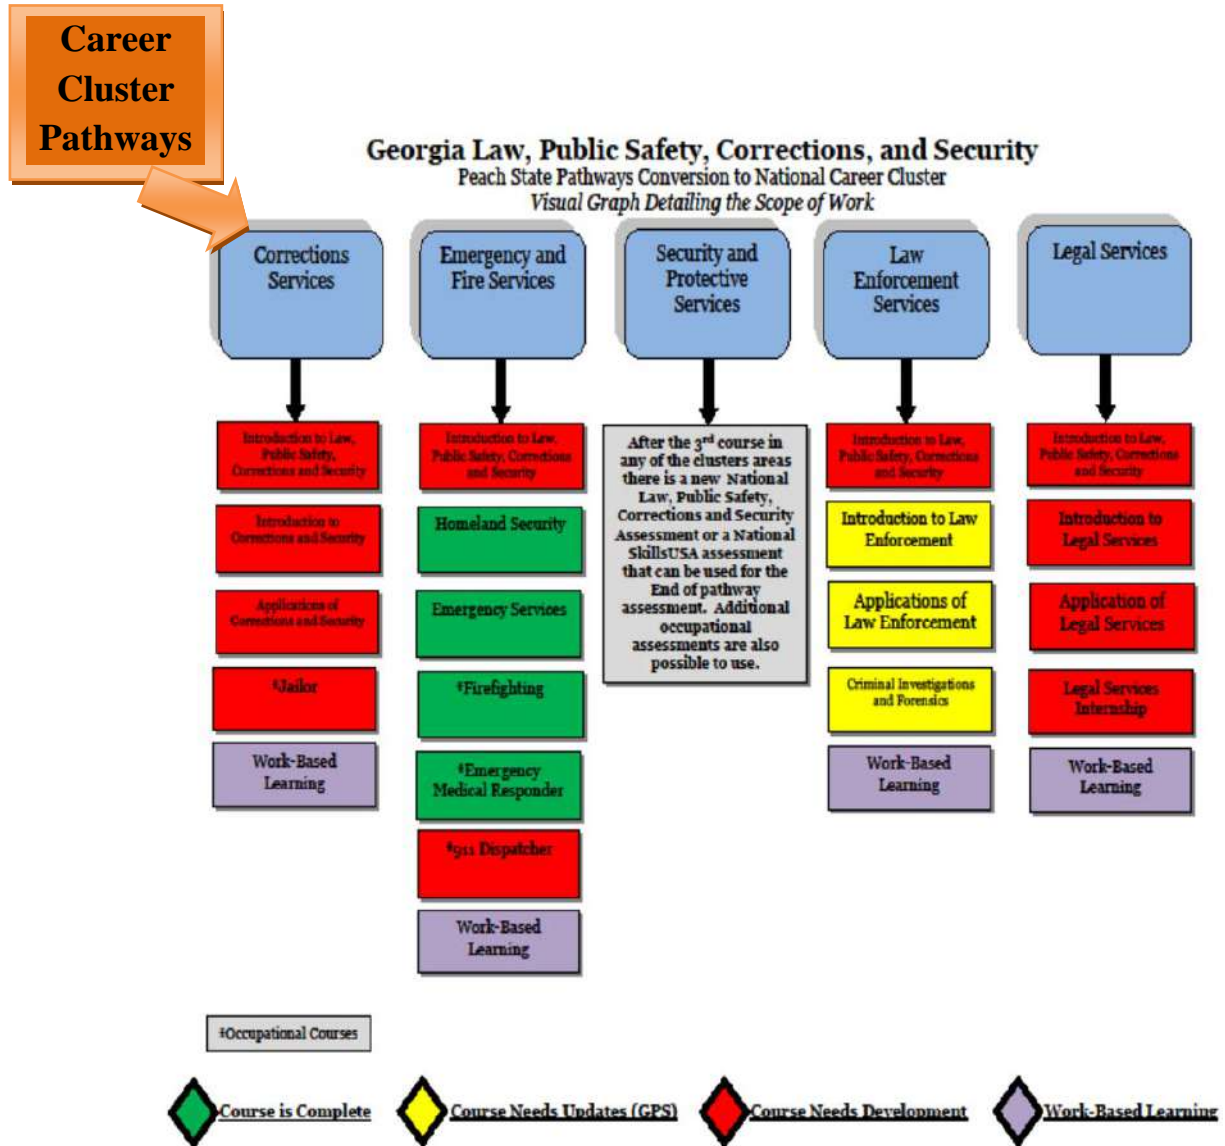 Career
Cluster
Pathways
Georgia Law, Public Safety, Corrections, and Security
Peach State Pathways Conversion to National Career Cluster
Visual Graph Detailing the Scope of Work
Corrections
Services
Emergency and
Fire Services
Security and
Protective
Services
Law
Enforcement
Services
Legal Services
Introduction to Law,
Public Safety,
Corrections and Security
Introduction to
Corrections and Security
Applications of
Corrections and Security
‡Jailor
Work-Based
Learning
Introduction to Law,
Public Safety, Corrections
and Security
Homeland Security
Emergency Services
‡Firefighting
‡Emergency
Medical Responder
‡911 Dispatcher
Work-Based
Learning
After the 3rd course in
any of the clusters areas
there is a new National
Law, Public Safety,
Corrections and Security
Assessment or a National
SkillsUSA assessment
that can be used for the
End of pathway
assessment. Additional
occupational
assessments are also
possible to use.
Introduction to Law,
Public Safety, Corrections
and Security
Introduction to Law
Enforcement
Applications of
Law Enforcement
Criminal Investigations
and Forensics
Work-Based
Learning
Introduction to Law,
Public Safety, Corrections
and Security
Introduction to
Legal Services
Application of
Legal Services
Legal Services
Internship
Work-Based
Learning
‡Occupational Courses
Course is Complete
Course Needs Updates (GPS)
Course Needs Development
Work-Based Learning